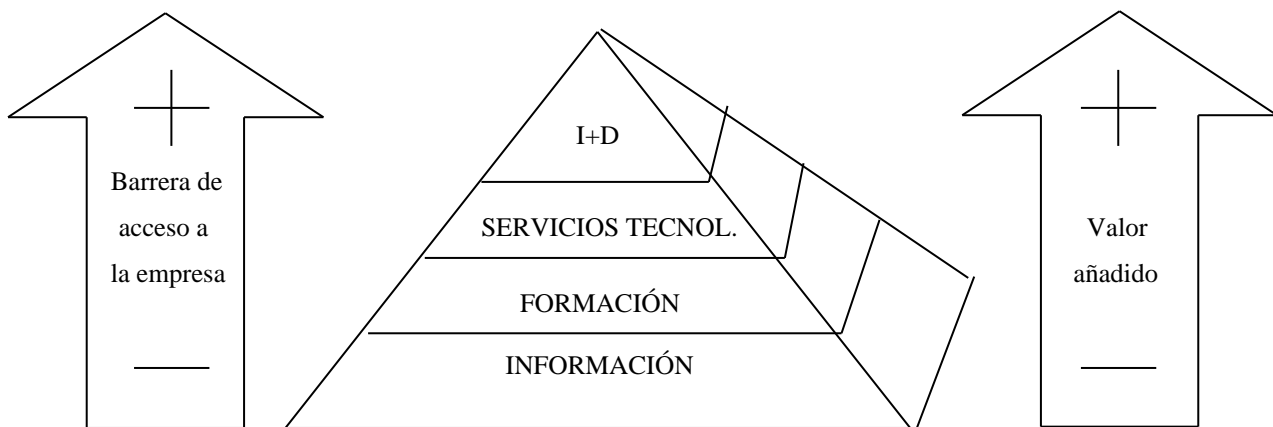 +
Barrera de
acceso a
la empresa
−
I+D
SERVICIOS TECNOL.
FORMACIÓN
INFORMACIÓN
+
Valor
añadido
−